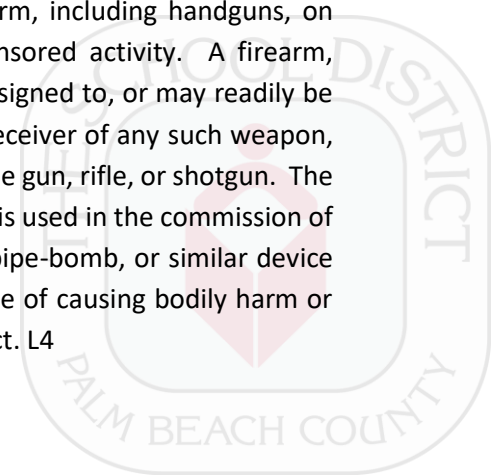 rm, including handguns, on
nsored activity. A firearm,
signed to, or may readily be
eceiver of any such weapon,
e gun, rifle, or shotgun. The
is used in the commission of
pipe-bomb, or similar device
e of causing bodily harm or
ct. L4
THE SCHOOL DISTRICT
PALM BEACH COUNTY